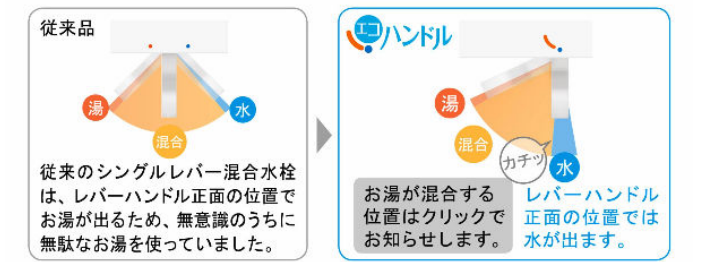 従来品
湯
水
混合
従来のシングルレバー混合水栓
は、レバーハンドル正面の位置で
お湯が出るため、無意識のうちに
無駄なお湯を使っていました。
エコハンドル
湯
混合
カチッ
水
お湯が混合する
位置はクリックで
お知らせします。
レバーハンドル
正面の位置では
水が出ます。